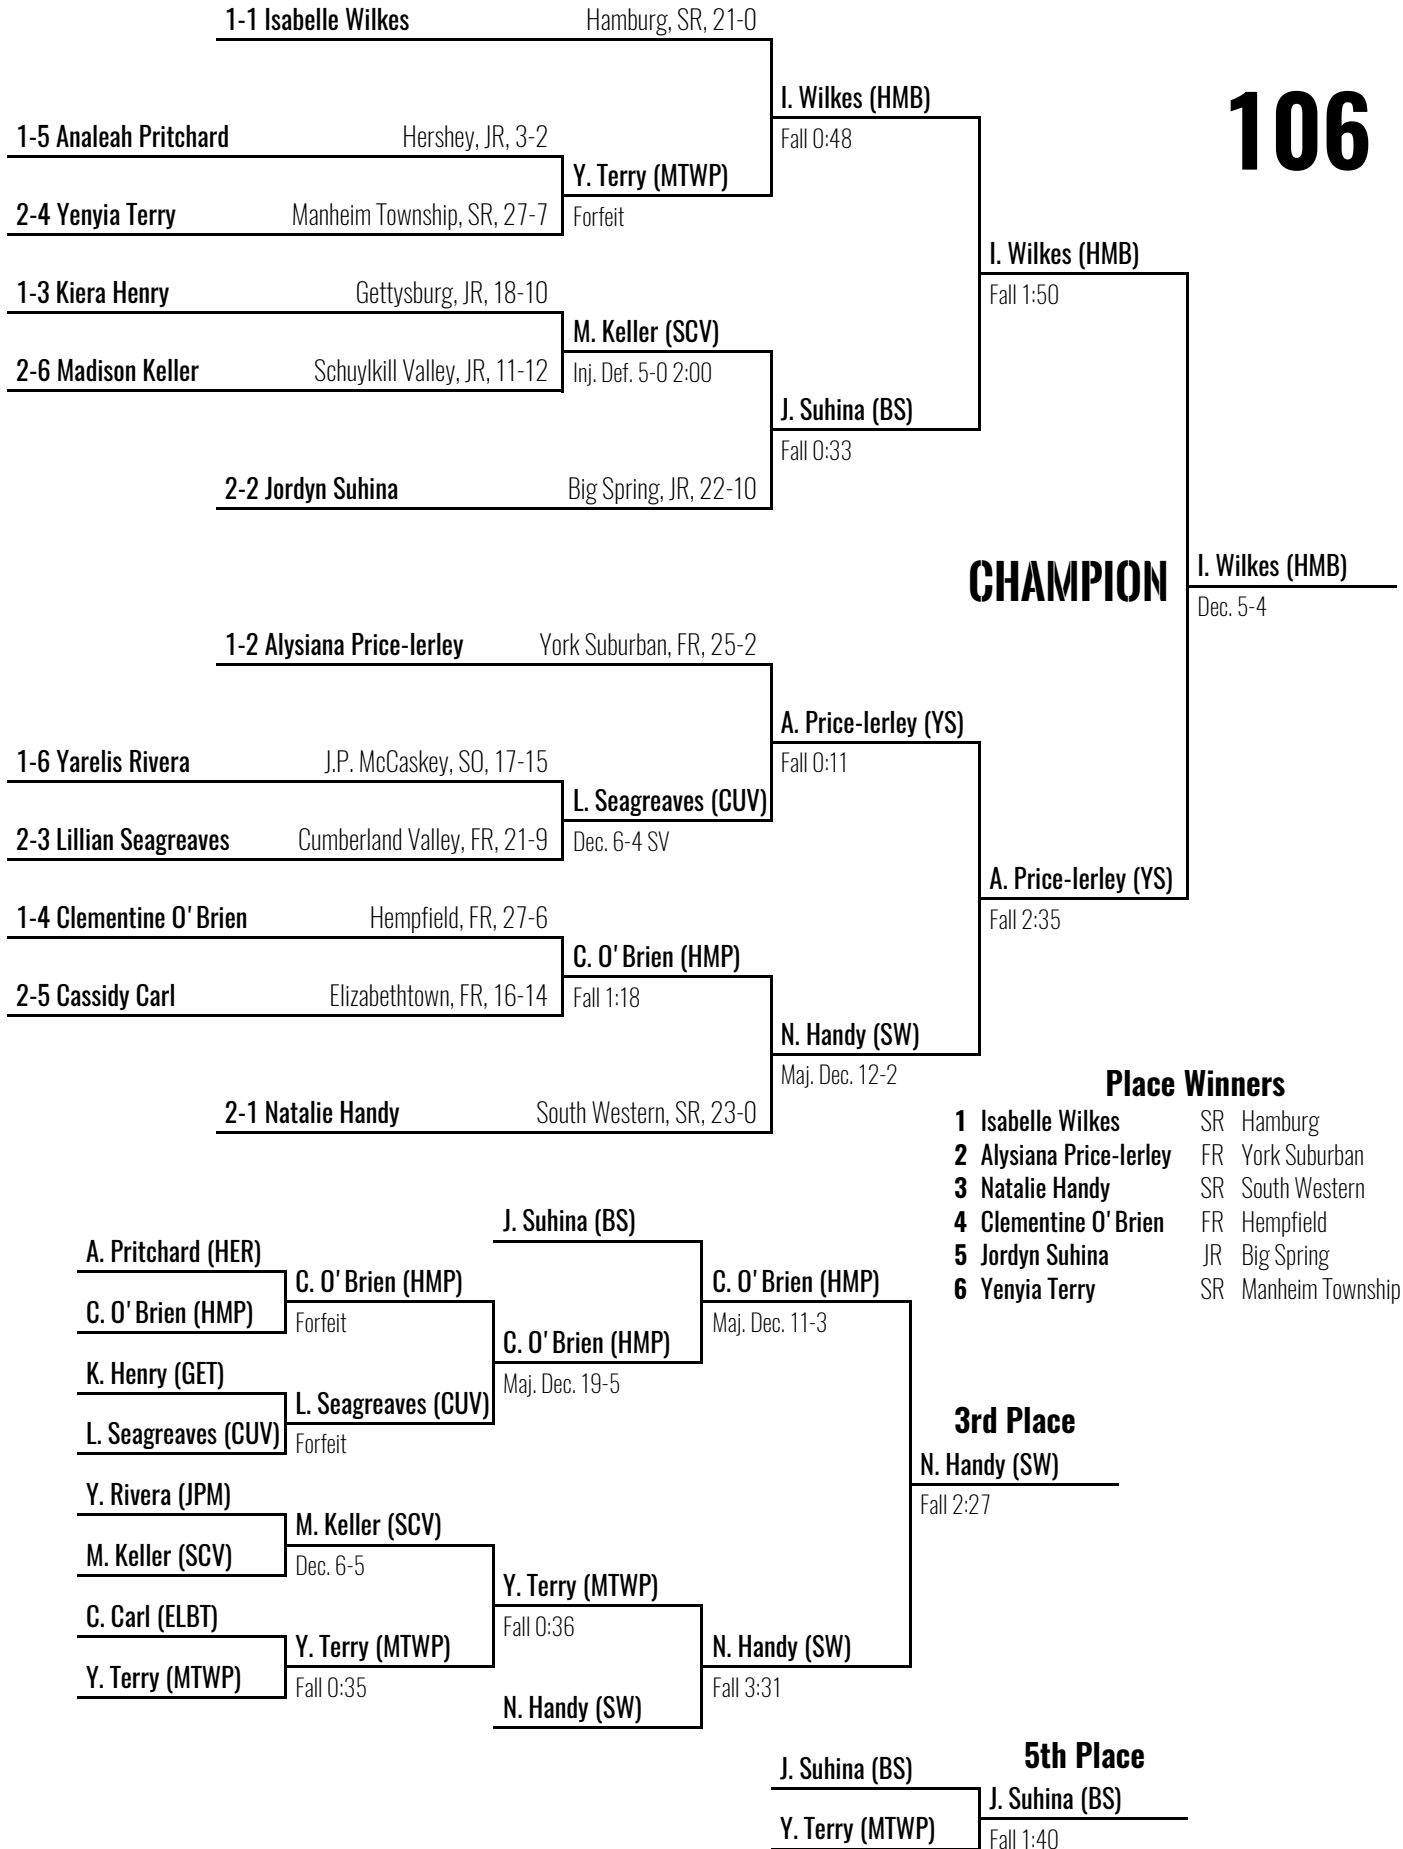 1-1 Isabelle Wilkes Hamburg, SR, 21-0
I. Wilkes (HMB)
Fall 0:48
106
1-5 Analeah Pritchard Hershey, JR, 3-2
Y. Terry (MTWP)
Forfeit
2-4 Yenyia Terry Manheim Township, SR, 27-7
I. Wilkes (HMB)
Fall 1:50
1-3 Kiera Henry Gettysburg, JR, 18-10
M. Keller (SCV)
Inj. Def. 5-0 2:00
2-6 Madison Keller Schuylkill Valley, JR, 11-12
J. Suhina (BS)
Fall 0:33
2-2 Jordyn Suhina Big Spring, JR, 22-10
CHAMPION
I. Wilkes (HMB)
Dec. 5-4
1-2 Alysiana Price-Ierley York Suburban, FR, 25-2
A. Price-Ierley (YS)
Fall 0:11
1-6 Yarelis Rivera J.P. McCaskey, SO, 17-15
L. Seagreaves (CUV)
Dec. 6-4 SV
2-3 Lillian Seagreaves Cumberland Valley, FR, 21-9
A. Price-Ierley (YS)
Fall 2:35
1-4 Clementine O'Brien Hempfield, FR, 27-6
C. O'Brien (HMP)
Fall 1:18
2-5 Cassidy Carl Elizabethtown, FR, 16-14
N. Handy (SW)
Maj. Dec. 12-2
2-1 Natalie Handy South Western, SR, 23-0
Place Winners
1 Isabelle Wilkes SR Hamburg
2 Alysiana Price-Ierley FR York Suburban
3 Natalie Handy SR South Western
4 Clementine O'Brien FR Hempfield
5 Jordyn Suhina JR Big Spring
6 Yenyia Terry SR Manheim Township
J. Suhina (BS)
A. Pritchard (HER)
C. O'Brien (HMP)
Forfeit
C. O'Brien (HMP)
C. O'Brien (HMP)
Maj. Dec. 11-3
C. O'Brien (HMP)
Maj. Dec. 19-5
K. Henry (GET)
L. Seagreaves (CUV)
Forfeit
L. Seagreaves (CUV)
3rd Place
N. Handy (SW)
Fall 2:27
Y. Rivera (JPM)
M. Keller (SCV)
Dec. 6-5
M. Keller (SCV)
Y. Terry (MTWP)
Fall 0:36
C. Carl (ELBT)
Y. Terry (MTWP)
Fall 0:35
Y. Terry (MTWP)
N. Handy (SW)
Fall 3:31
N. Handy (SW)
5th Place
J. Suhina (BS)
J. Suhina (BS)
Fall 1:40
Y. Terry (MTWP)